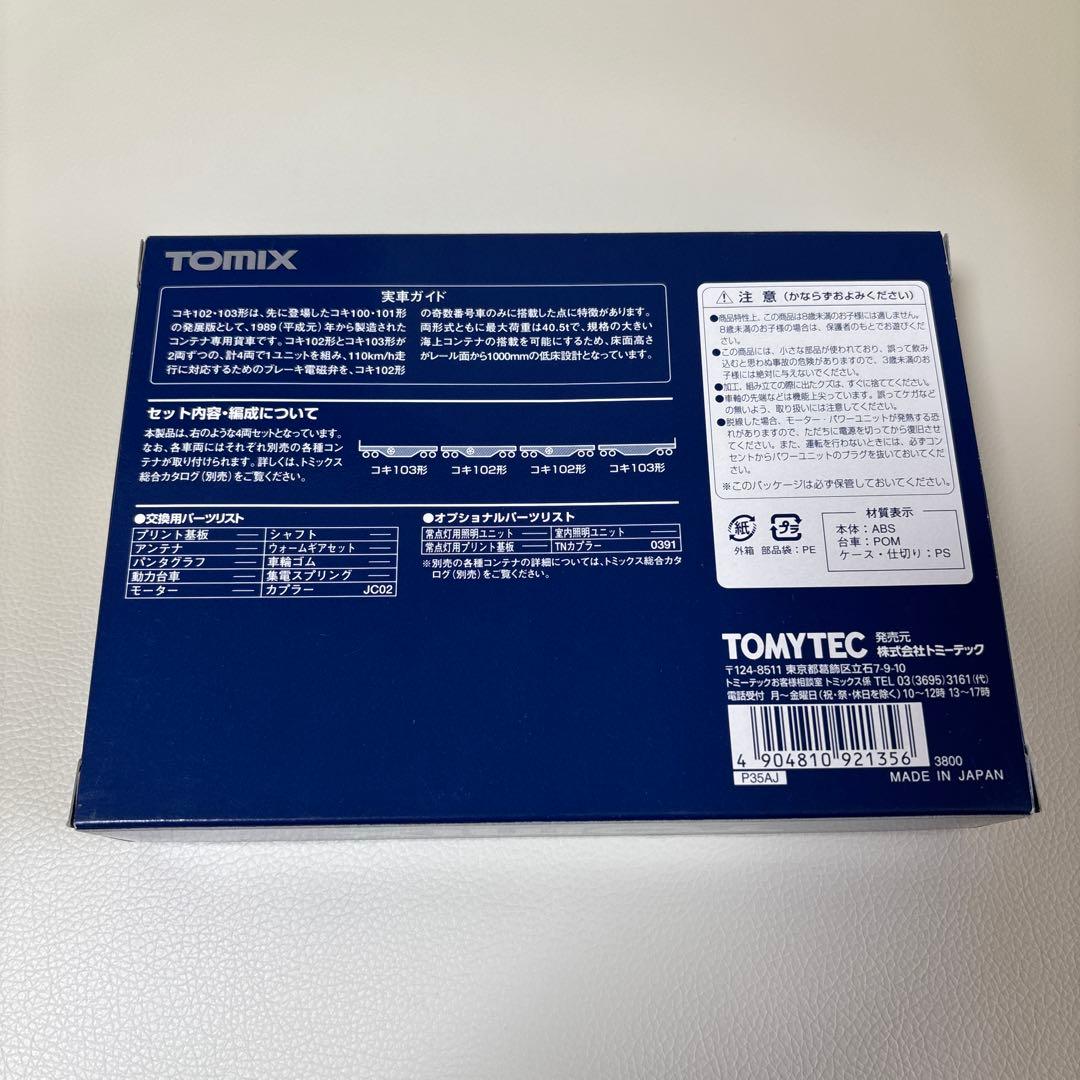 TOMIX
実車ガイド
コキ102・103形は、先に登場したコキ100・101形
の発展版として、1989(平成元)年から製造された
コンテナ専用貨車です。コキ102形とコキ103形が
2両ずつの、計4両で1ユニットを組み、110km/h走
行に対応するためのブレーキ電磁弁を、コキ102形
の奇数番号車のみに搭載した点に特徴があります。
両形式ともに最大荷重は40.5tで、規格の大きい
海上コンテナの搭載を可能にするため、床面高さ
がレール面から1000mmの低床設計となっています。
セット内容・編成について
本製品は、右のような4両セットとなっています。
なお、各車両にはそれぞれ別売の各種コン
テナが取り付けられます。詳しくは、トミックス
総合カタログ(別売)をご覧ください。
コキ103形 コキ102形 コキ102形 コキ103形
●交換用パーツリスト
プリント基板 ― シャフト ―
アンテナ ― ウォームギアセット ―
パンタグラフ ― 車輪ゴム ―
動力台車 ― 集電スプリング ―
モーター ― カプラー JC02
●オプショナルパーツリスト
常点灯用照明ユニット ― 室内照明ユニット ―
常点灯用プリント基板 ― TNカプラー 0391
※別売の各種コンテナの詳細については、トミックス総合カタ
ログ(別売)をご覧ください。
注意(かならずおよみください)
●商品特性上、この商品は8歳未満のお子様には適しません。
8歳未満のお子様の場合は、保護者のもとでお遊びくだ
さい。
●この商品には、小さな部品が使われており、誤って飲み
込むと思わぬ事故の危険がありますので、3歳未満のお
子様には絶対に与えないでください。
●加工、組み立ての際に出たクズは、すぐに捨ててください。
●車軸の先端などは機能上尖っています。誤ってケガなど
の無いよう、取り扱いには注意してください。
●脱線した場合、モーター・パワーユニットが発熱する恐
れがありますので、ただちに電源を切ってから復旧させ
てください。また、運転を行わないときには、必ずコン
セントからパワーユニットのプラグを抜いておいてくだ
さい。
※このパッケージは必ず保管しておいてください。
紙
外箱
プラ
部品袋:PE
材質表示
本体:ABS
台車:POM
ケース・仕切り:PS
TOMYTEC 発売元
株式会社トミーテック
〒124-8511 東京都葛飾区立石7-9-10
トミーテックお客様相談室 トミックス係 TEL 03(3695)3161(代)
電話受付 月〜金曜日(祝・祭・休日を除く)10〜12時 13〜17時
4 904810 921356
3800
P35AJ
MADE IN JAPAN